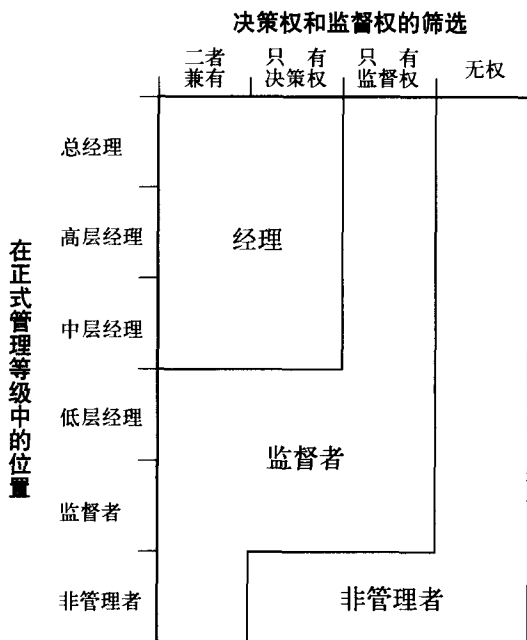 决策权和监督权的筛选
二者
兼有
只 有
决策权
只 有
监督权
无权
在正式管理等级中的位置
总经理
高层经理
中层经理
低层经理
监督者
非管理者
经理
监督者
非管理者